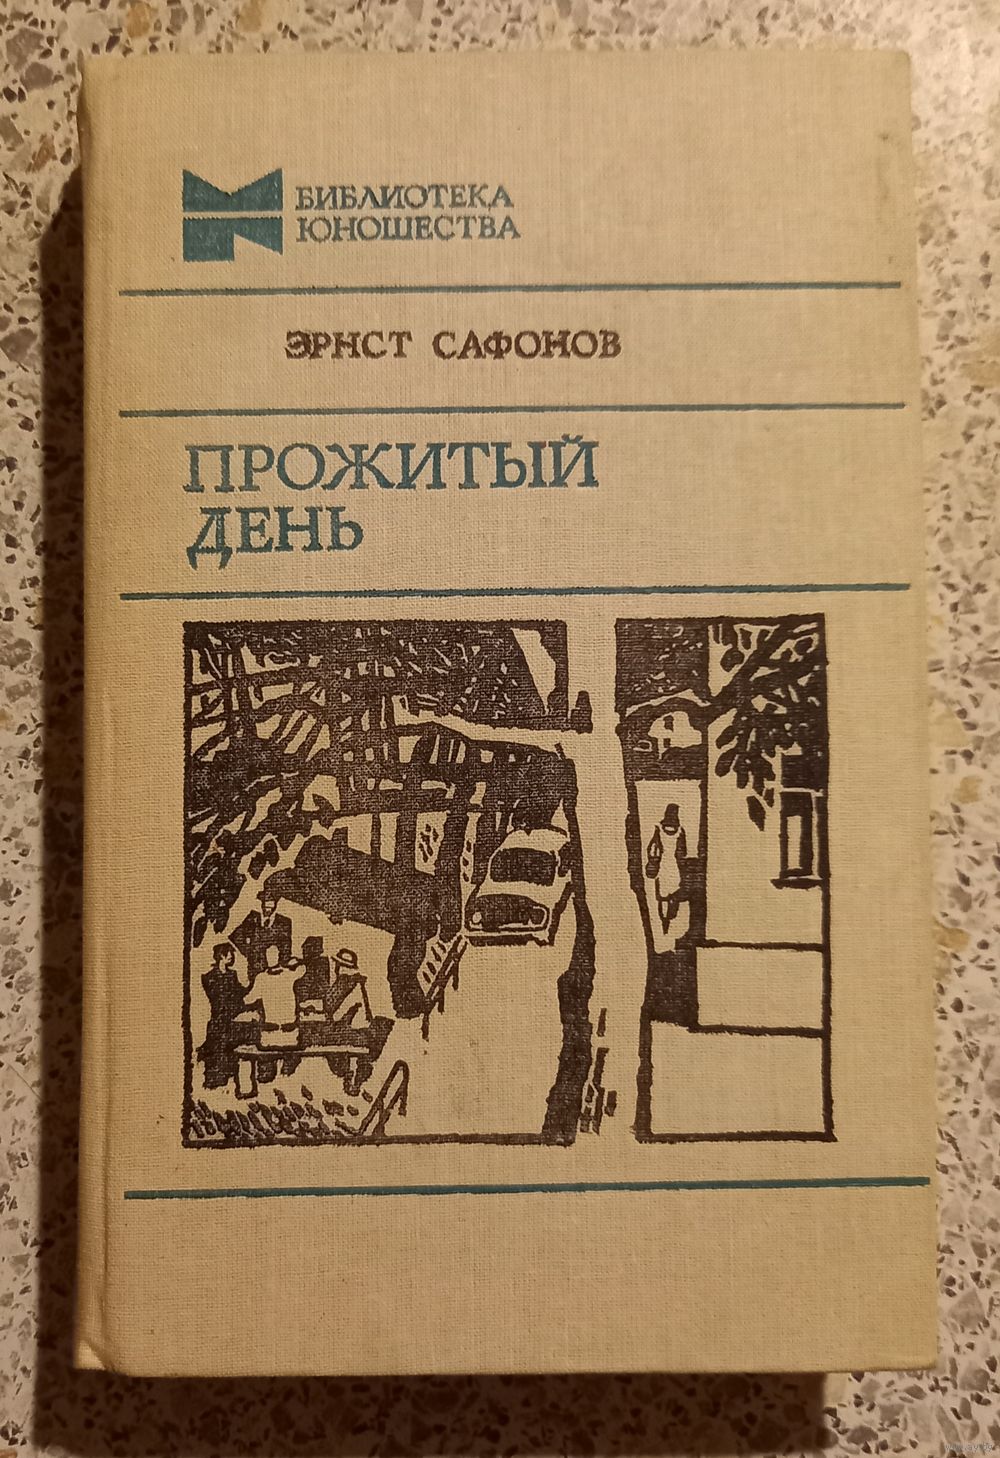 БИБЛИОТЕКА
ЮНОШЕСТВА
ЭРНСТ САФОНОВ
ПРОЖИТЫЙ
ДЕНЬ